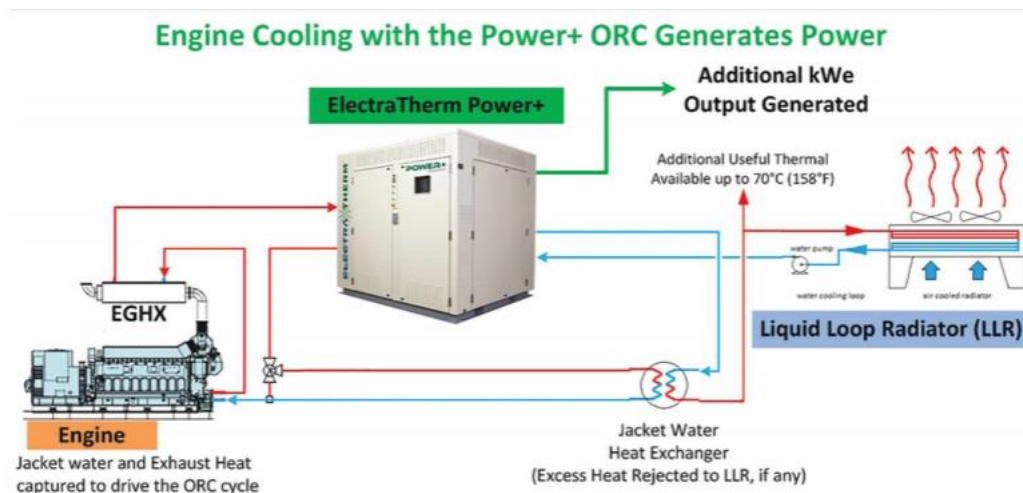 Engine Cooling with the Power+ ORC Generates Power
ElectraTherm Power+
Additional kWe
Output Generated
ELECTRATHERM
POWER+
Additional Useful Thermal
Available up to 70°C (158°F)
water pump
water cooling loop
air cooled radiator
Liquid Loop Radiator (LLR)
EGHX
Engine
Jacket water and Exhaust Heat
captured to drive the ORC cycle
Jacket Water
Heat Exchanger
(Excess Heat Rejected to LLR, if any)